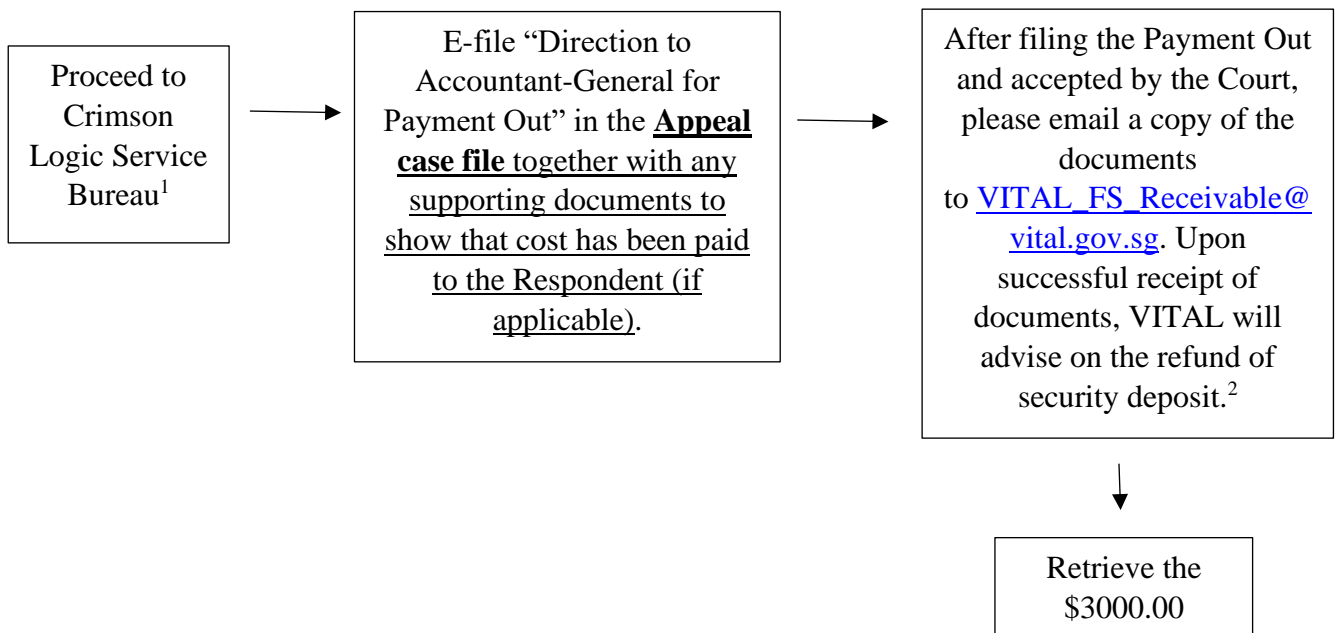 Proceed to
Crimson
Logic Service
Bureau1
E-file “Direction to
Accountant-General for
Payment Out” in the Appeal
case file together with any
supporting documents to
show that cost has been paid
to the Respondent (if
applicable).
After filing the Payment Out
and accepted by the Court,
please email a copy of the
documents
to VITAL_FS_Receivable@
vital.gov.sg. Upon
successful receipt of
documents, VITAL will
advise on the refund of
security deposit.2
Retrieve the
$3000.00